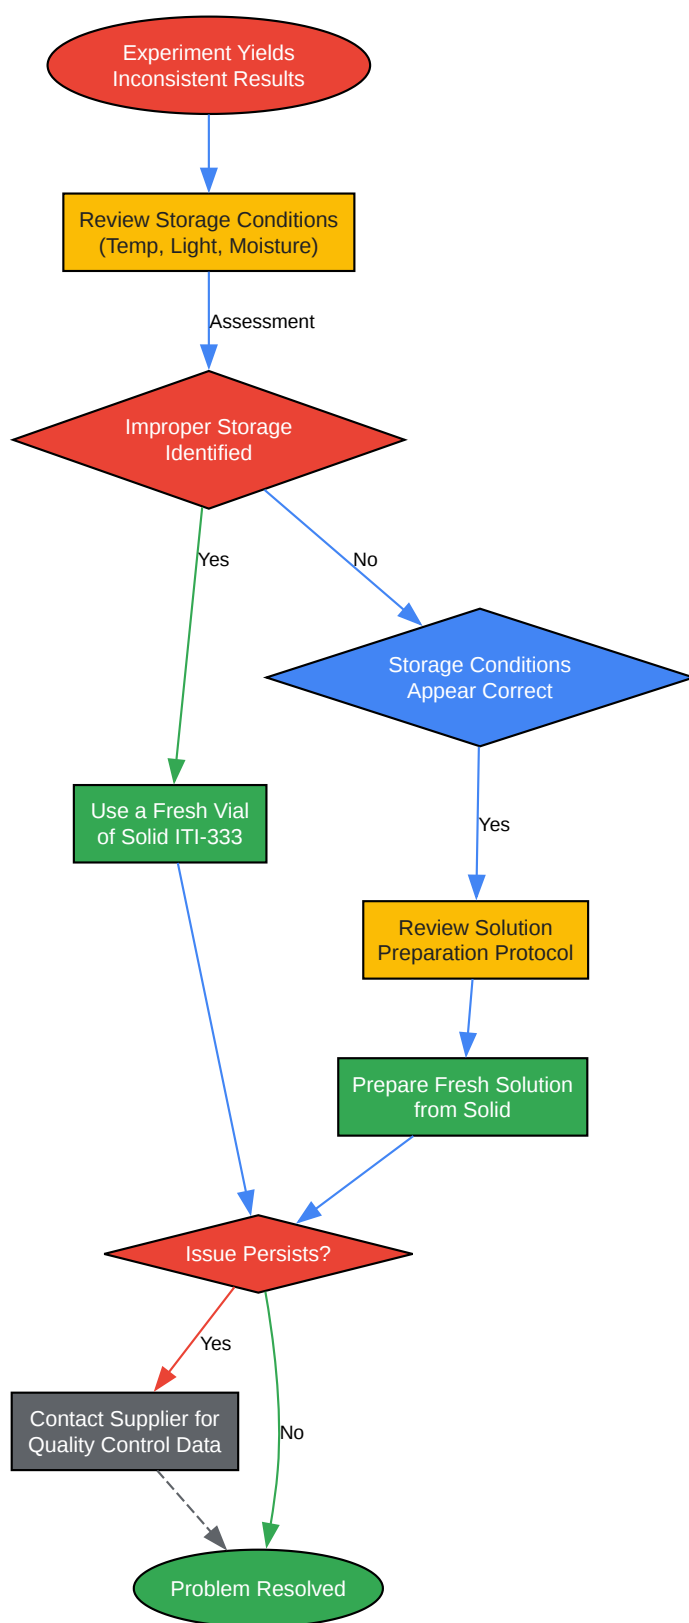 Experiment Yields
Inconsistent Results
Review Storage Conditions
(Temp, Light, Moisture)
Assessment
Improper Storage
Identified
Yes
No
Storage Conditions
Appear Correct
Use a Fresh Vial
of Solid ITI-333
Yes
Review Solution
Preparation Protocol
Prepare Fresh Solution
from Solid
Issue Persists?
Yes
Contact Supplier for
Quality Control Data
No
Problem Resolved